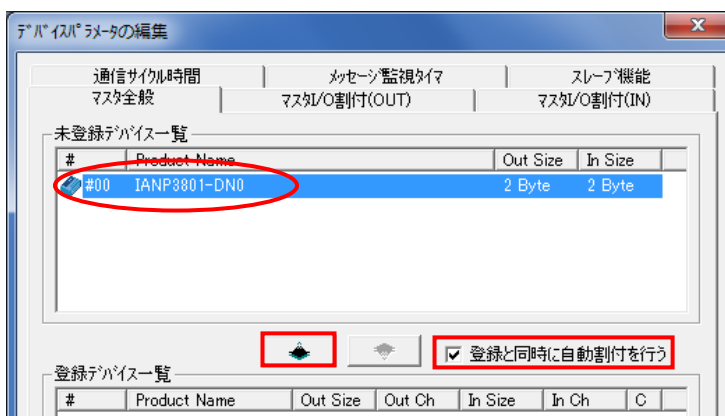 デバイスパラメータの編集
通信サイクル時間 メッセージ監視タイマ スレーブ機能
マスタ全般 マスタI/O割付(OUT) マスタI/O割付(IN)
未登録デバイス一覧
# Product Name Out Size In Size
#00 IANP3801-DN0 2 Byte 2 Byte
登録と同時に自動割付を行う
登録デバイス一覧
# Product Name Out Size Out Ch In Size In Ch C